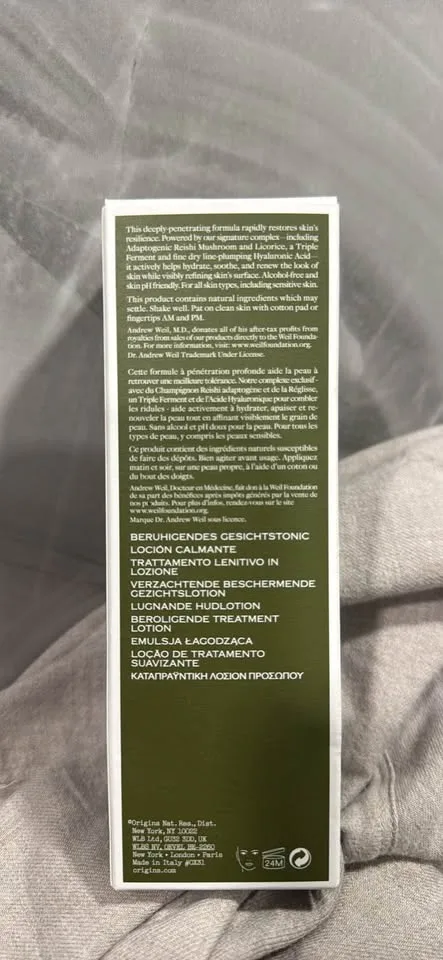 This deeply-penetrating formula rapidly restores skin's
resilience. Powered by our signature complex—including
Adaptogenic Reishi Mushroom and Licorice, a Triple
Ferment and fine dry line-plumping Hyaluronic Acid—
it actively helps hydrate, soothe, and renew the look of
skin while visibly refining skin's surface. Alcohol-free and
skin pH friendly. For all skin types, including sensitive skin.
This product contains natural ingredients which may
settle. Shake well. Pat on clean skin with cotton pad or
fingertips AM and PM.
Andrew Weil, M.D., donates all of his after-tax profits from
royalties from sales of our products directly to the Weil Founda-
tion. For more information, visit: www.weilfoundation.org.
Dr. Andrew Weil Trademark Under License.
Cette formule à pénétration profonde aide la peau à
retrouver une meilleure tolérance. Notre complexe exclusif -
avec du Champignon Reishi adaptogène et de la Réglisse,
un Triple Ferment et de l'Acide Hyaluronique pour combler
les ridules - aide activement à hydrater, apaiser et re-
nouveler la peau tout en affinant visiblement le grain de
peau. Sans alcool et pH doux pour la peau. Pour tous les
types de peau, y compris les peaux sensibles.
Ce produit contient des ingrédients naturels susceptibles
de faire des dépôts. Bien agiter avant usage. Appliquez
matin et soir, sur une peau propre, à l'aide d'un coton ou
du bout des doigts.
Andrew Weil, Docteur en Médecine, fait don à la Weil Foundation
de sa part des bénéfices après impôts générés par la vente de
nos produits. Pour plus d'infos, rendez-vous sur le site
www.weilfoundation.org.
Marque Dr. Andrew Weil sous licence.
BERUHIGENDES GESICHTSTONIC
LOCIÓN CALMANTE
TRATTAMENTO LENITIVO IN
LOZIONE
VERZACHTENDE BESCHERMENDE
GEZICHTSLOTION
LUGNANDE HUDLOTION
BEROLIGENDE TREATMENT
LOTION
EMULSJA ŁAGODZĄCA
LOÇÃO DE TRATAMENTO
SUAVIZANTE
ΚΑΤΑΠΡΑΫΝΤΙΚΗ ΛΟΣΙΟΝ ΠΡΟΣΩΠΟΥ
©Origins Nat. Res., Dist.
New York, NY 10022
WLB Ltd, GU32 3DD, UK
WLBG BV, OEVEL BE-2260
New York • London • Paris
Made in Italy #GX31
origins.com
24M